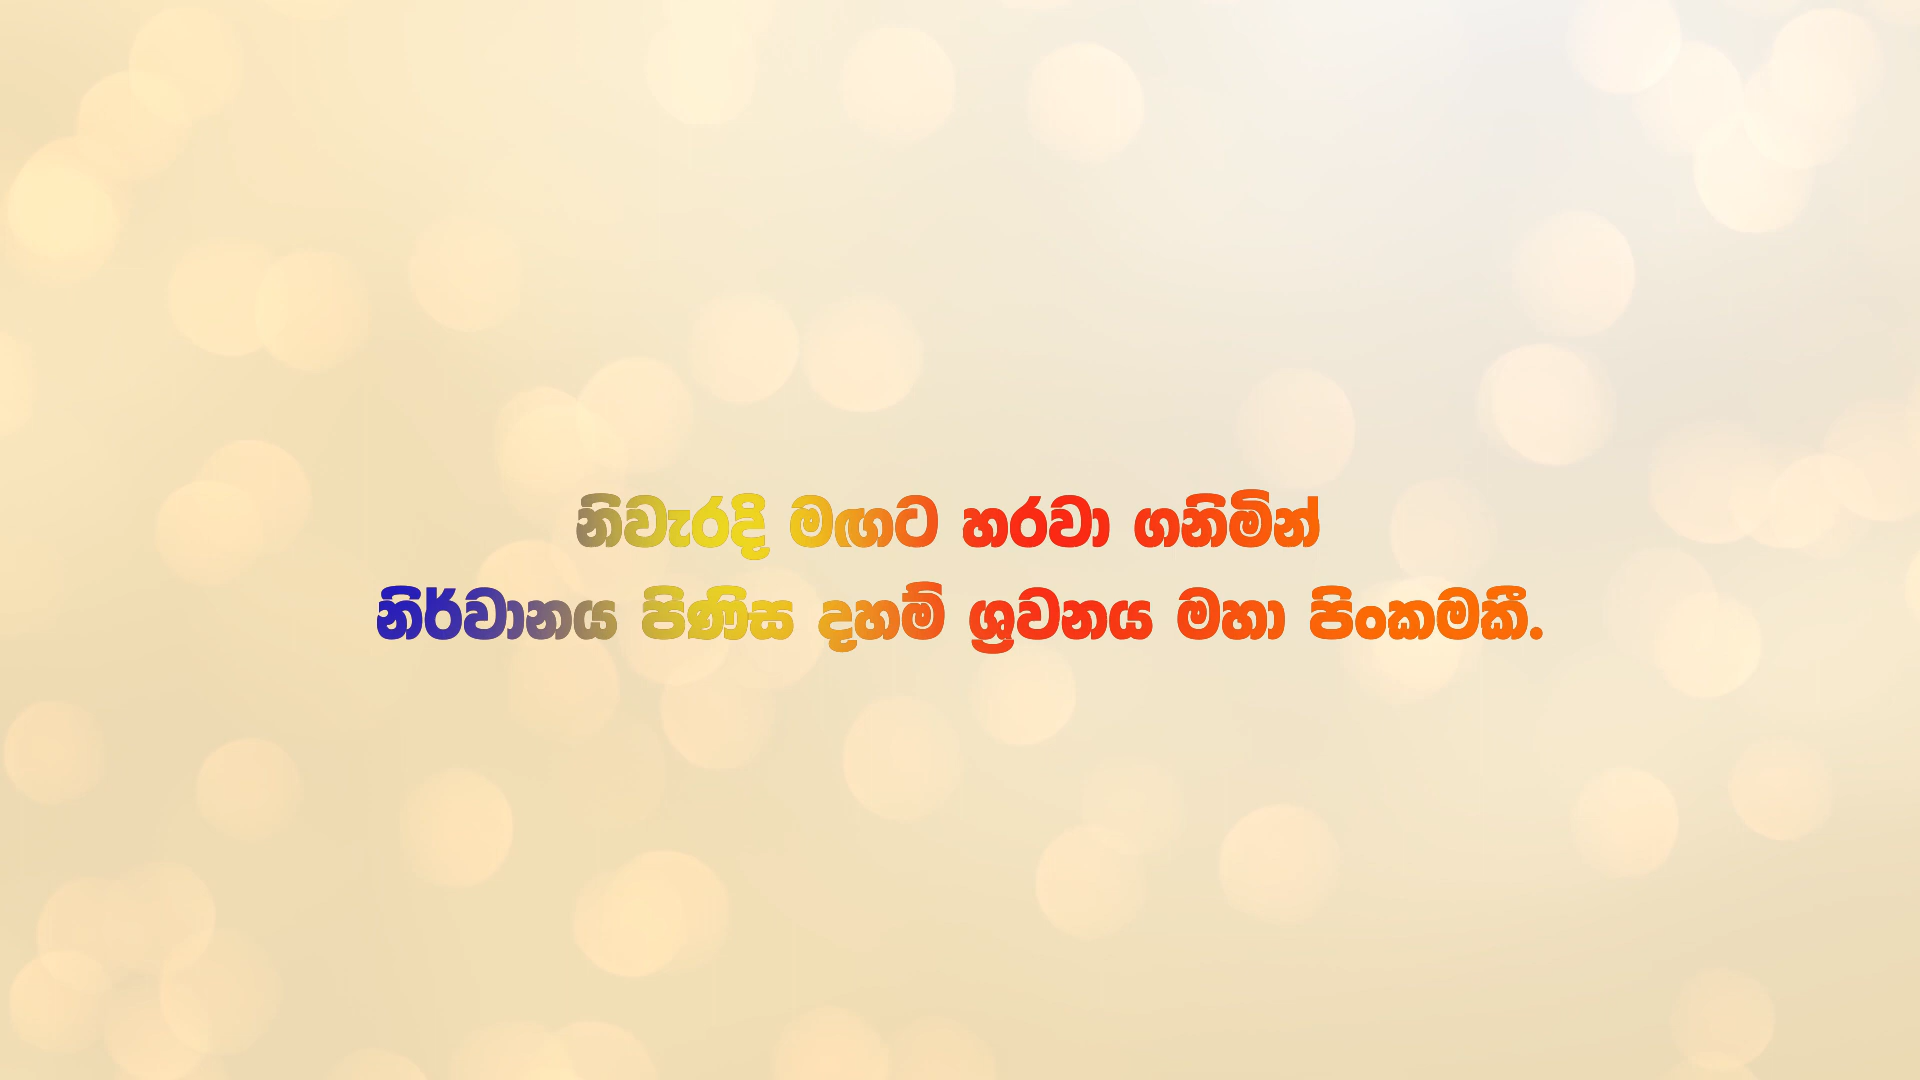 නිවැරදි මඟට හරවා ගනිමින්
නිර්වානය පිණිස දහම් ශ්‍රවනය මහා පිංකමකි.